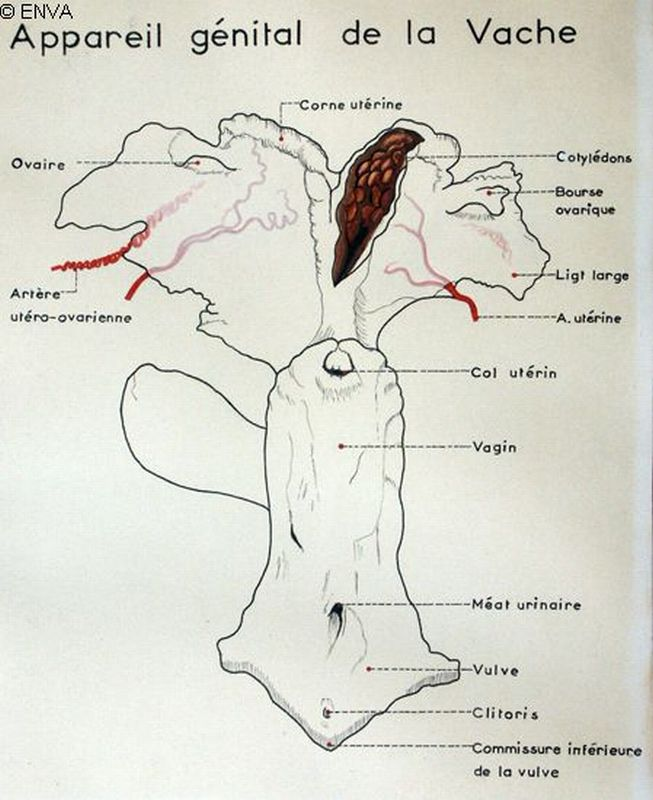 © ENVA
Appareil génital de la Vache
Corne utérine
Ovaire
Cotylédons
Bourse
ovarique
Ligt large
Artère
utéro-ovarienne
A. utérine
Col utérin
Vagin
Méat urinaire
Vulve
Clitoris
Commissure inférieure
de la vulve